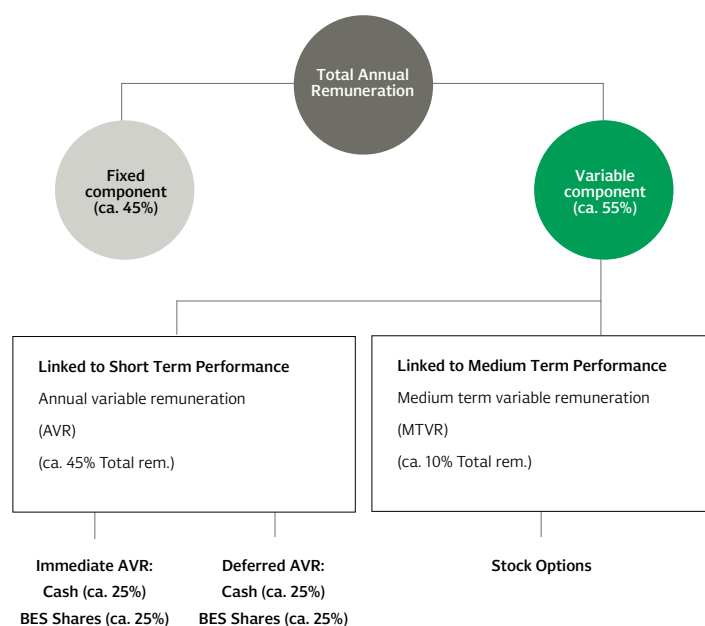 Total Annual
Remuneration
Fixed
component
(ca. 45%)
Variable
component
(ca. 55%)
Linked to Short Term Performance
Annual variable remuneration
(AVR)
(ca. 45% Total rem.)
Linked to Medium Term Performance
Medium term variable remuneration
(MTVR)
(ca. 10% Total rem.)
Immediate AVR:
Cash (ca. 25%)
BES Shares (ca. 25%)
Deferred AVR:
Cash (ca. 25%)
BES Shares (ca. 25%)
Stock Options